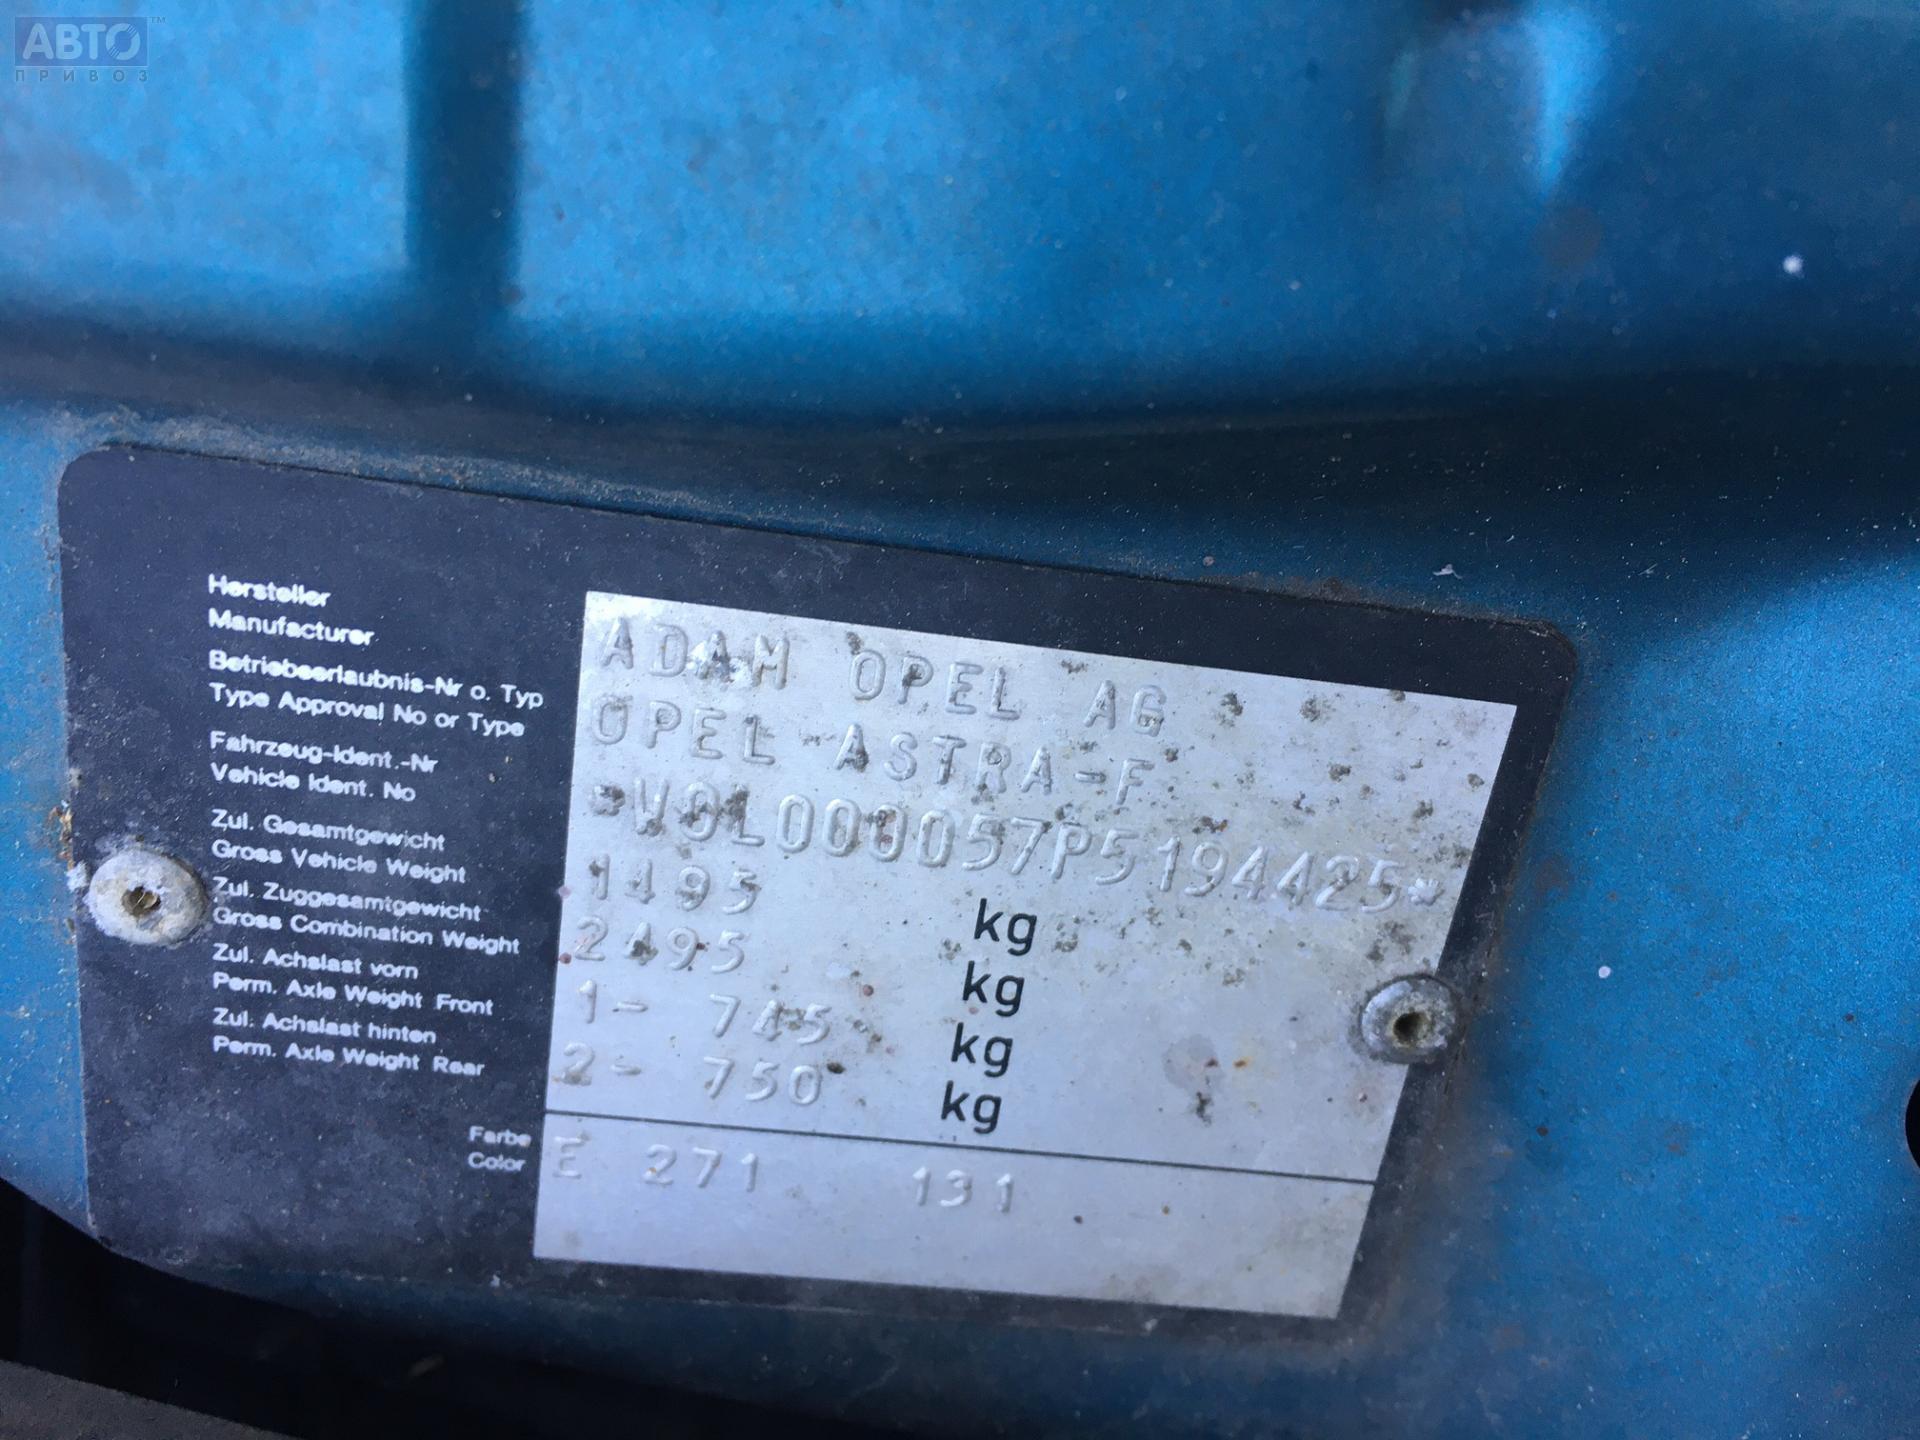 АВТО™
ПРИВОЗ
Hersteller
Manufacturer
ADAM OPEL AG
Betriebserlaubnis-Nr o. Typ
Type Approval No or Type
OPEL ASTRA-F
Fahrzeug-Ident.-Nr
Vehicle Ident. No
*W0L000057P5194425*
Zul. Gesamtgewicht
Gross Vehicle Weight
1495 kg
Zul. Zuggesamtgewicht
Gross Combination Weight
2495 kg
Zul. Achslast vorn
Perm. Axle Weight Front
1- 745 kg
Zul. Achslast hinten
Perm. Axle Weight Rear
2- 750 kg
Farbe
Color
E 271 131